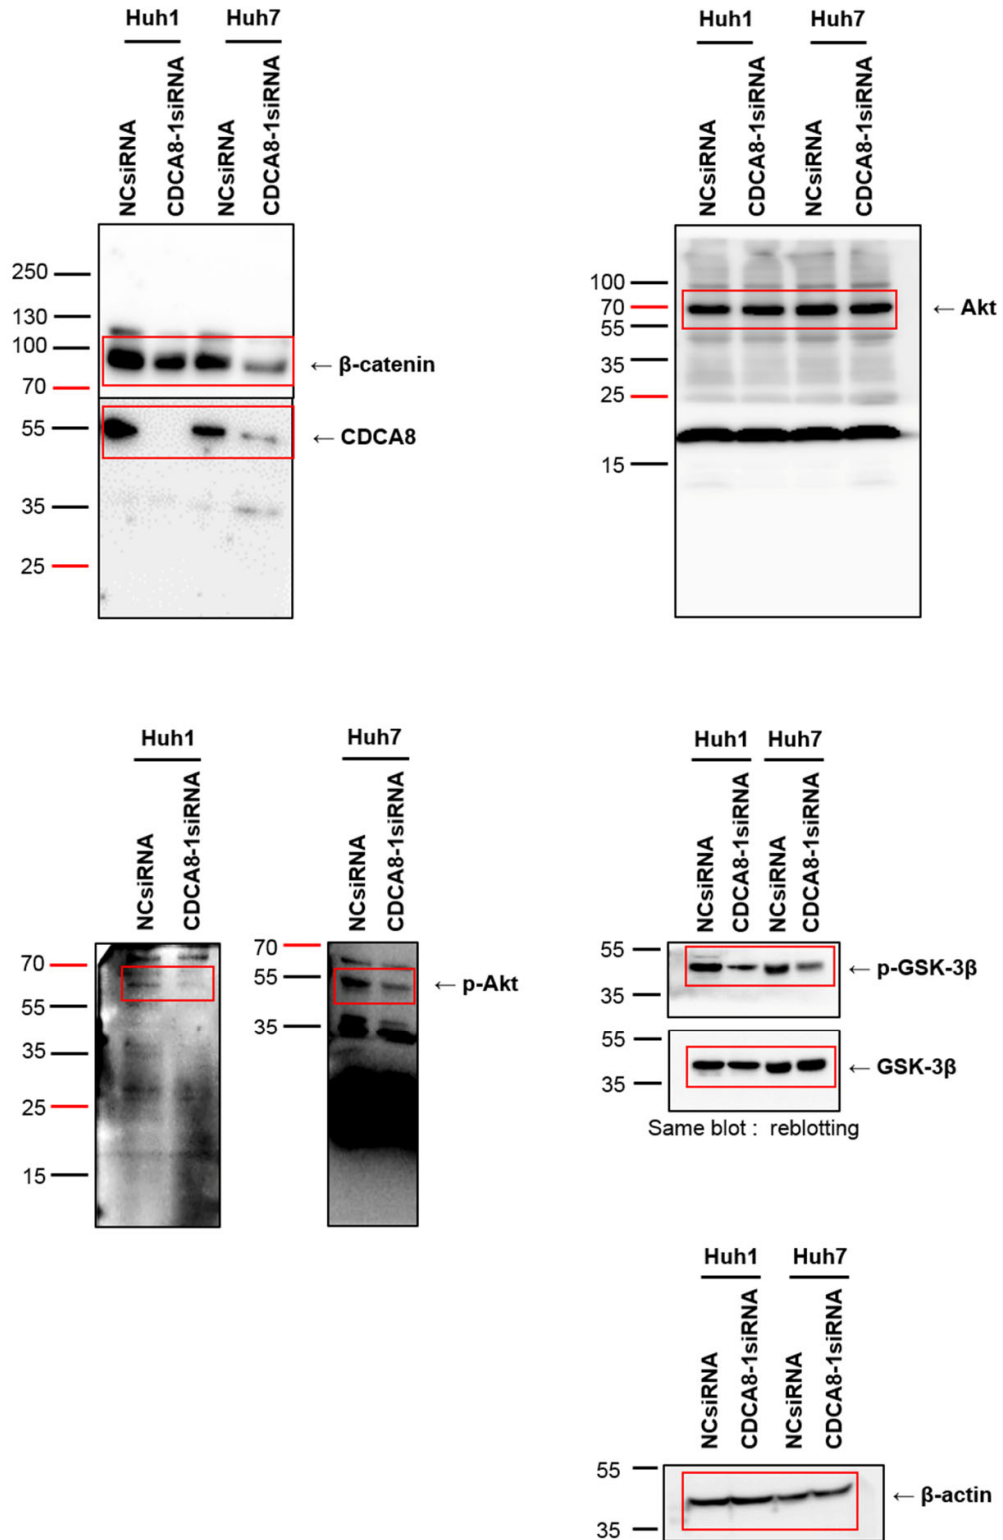 Huh1 Huh7
NCsiRNA
CDCA8-1siRNA
NCsiRNA
CDCA8-1siRNA
250
130
100
70
55
35
25
← β-catenin
← CDCA8
Huh1 Huh7
NCsiRNA
CDCA8-1siRNA
NCsiRNA
CDCA8-1siRNA
100
70
55
35
25
15
← Akt
Huh1
NCsiRNA
CDCA8-1siRNA
70
55
35
25
15
Huh7
NCsiRNA
CDCA8-1siRNA
70
55
35
← p-Akt
Huh1 Huh7
NCsiRNA
CDCA8-1siRNA
NCsiRNA
CDCA8-1siRNA
55
35
← p-GSK-3β
55
35
← GSK-3β
Same blot : reblotting
Huh1 Huh7
NCsiRNA
CDCA8-1siRNA
NCsiRNA
CDCA8-1siRNA
55
35
← β-actin